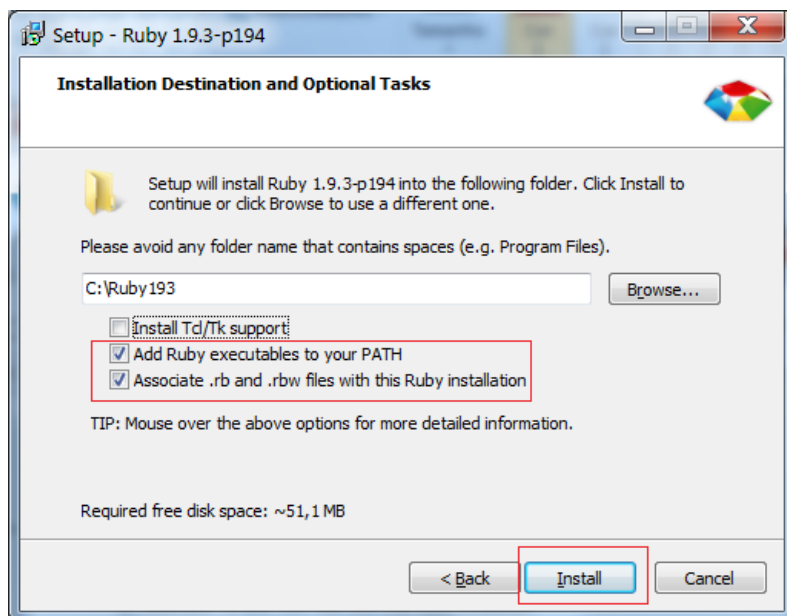 Setup - Ruby 1.9.3-p194
Installation Destination and Optional Tasks
Setup will install Ruby 1.9.3-p194 into the following folder. Click Install to
continue or click Browse to use a different one.
Please avoid any folder name that contains spaces (e.g. Program Files).
C:\Ruby193
Browse...
Install Tcl/Tk support
Add Ruby executables to your PATH
Associate .rb and .rbw files with this Ruby installation
TIP: Mouse over the above options for more detailed information.
Required free disk space: ~51,1 MB
< Back
Install
Cancel